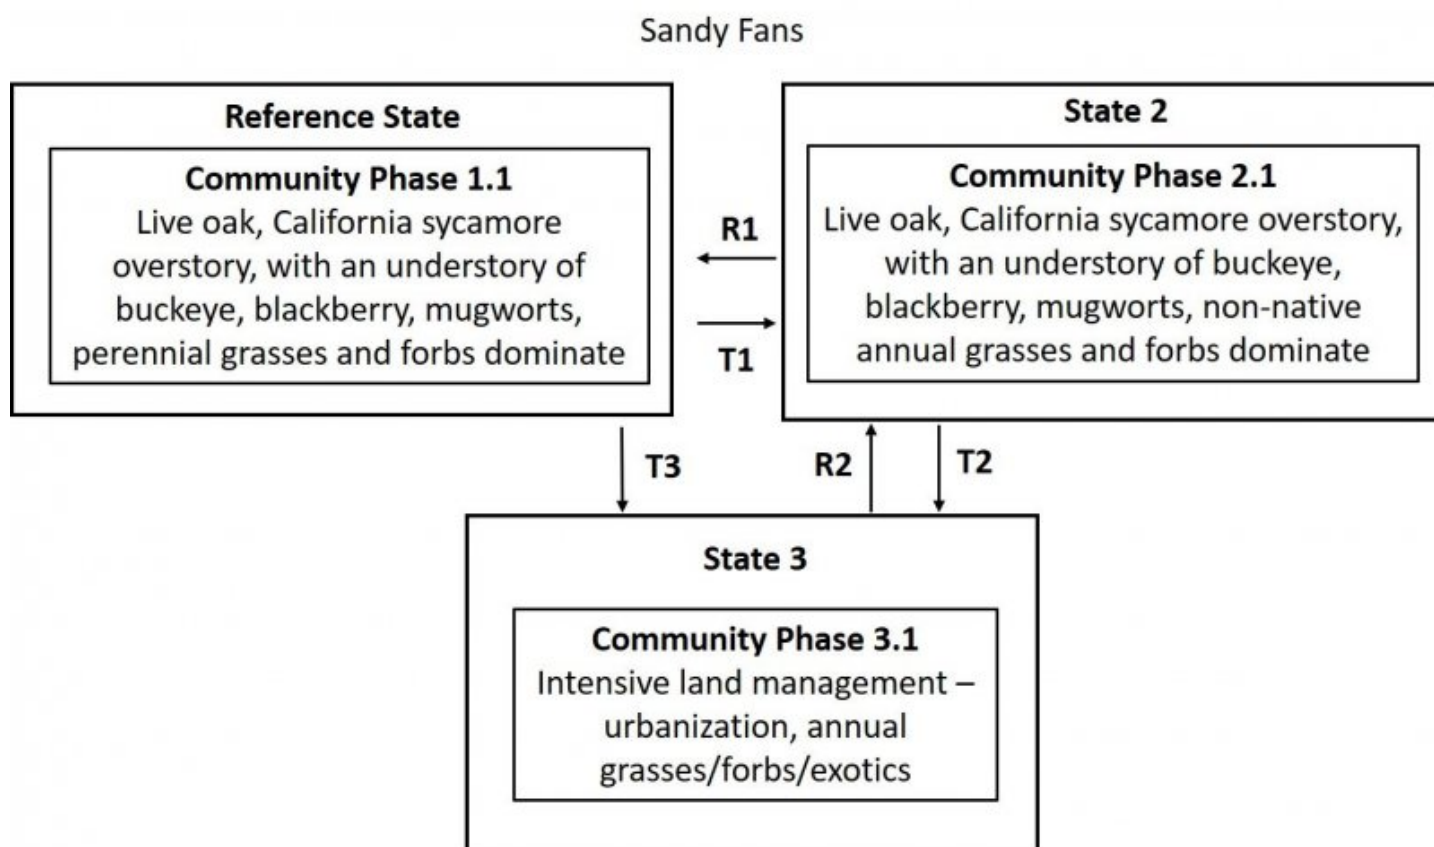 Sandy Fans
Reference State
Community Phase 1.1
Live oak, California sycamore
overstory, with an understory of
buckeye, blackberry, mugworts,
perennial grasses and forbs dominate
R1
T1
State 2
Community Phase 2.1
Live oak, California sycamore overstory,
with an understory of buckeye,
blackberry, mugworts, non-native
annual grasses and forbs dominate
T3
R2
T2
State 3
Community Phase 3.1
Intensive land management –
urbanization, annual
grasses/forbs/exotics